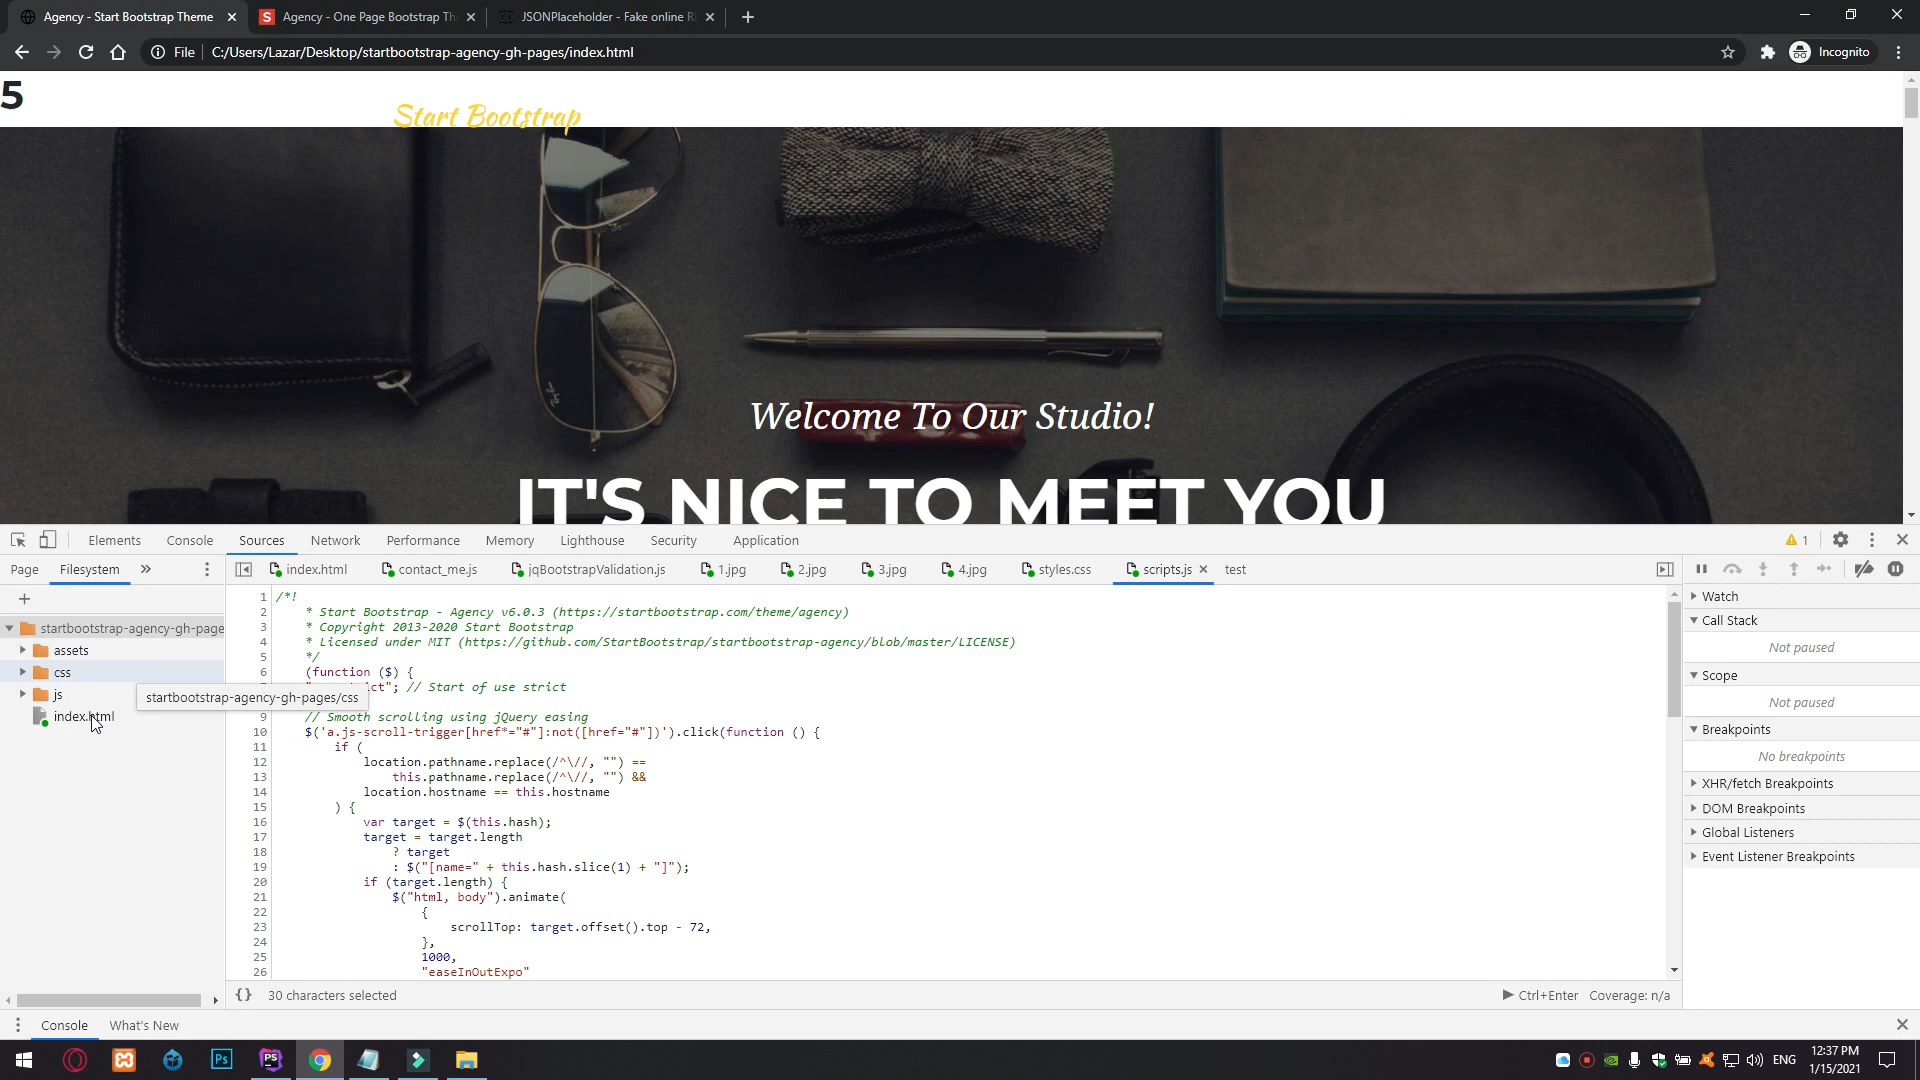 Agency - Start Bootstrap Theme
Agency - One Page Bootstrap Th
JSONPlaceholder - Fake online R
File
C:/Users/Lazar/Desktop/startbootstrap-agency-gh-pages/index.html
Incognito
5
Start Bootstrap
Welcome To Our Studio!
IT'S NICE TO MEET YOU
Elements
Console
Sources
Network
Performance
Memory
Lighthouse
Security
Application
1
Page
Filesystem
index.html
contact_me.js
jqBootstrapValidation.js
1.jpg
2.jpg
3.jpg
4.jpg
styles.css
scripts.js
test
startbootstrap-agency-gh-page
assets
css
js
index.html
startbootstrap-agency-gh-pages/css
1 /*!
2 * Start Bootstrap - Agency v6.0.3 (https://startbootstrap.com/theme/agency)
3 * Copyright 2013-2020 Start Bootstrap
4 * Licensed under MIT (https://github.com/StartBootstrap/startbootstrap-agency/blob/master/LICENSE)
5 */
6 (function ($) {
ct"; // Start of use strict
9 // Smooth scrolling using jQuery easing
10 $('a.js-scroll-trigger[href*="#"]:not([href="#"])').click(function () {
11 if (
12 location.pathname.replace(/^\//, "") ==
13 this.pathname.replace(/^\//, "") &&
14 location.hostname == this.hostname
15 ) {
16 var target = $(this.hash);
17 target = target.length
18 ? target
19 : $("[name=" + this.hash.slice(1) + "]");
20 if (target.length) {
21 $("html, body").animate(
22 {
23 scrollTop: target.offset().top - 72,
24 },
25 1000,
26 "easeInOutExpo"
{} 30 characters selected
Ctrl+Enter
Coverage: n/a
Watch
Call Stack
Not paused
Scope
Not paused
Breakpoints
No breakpoints
XHR/fetch Breakpoints
DOM Breakpoints
Global Listeners
Event Listener Breakpoints
Console
What's New
Ps
PS
ENG
12:37 PM
1/15/2021